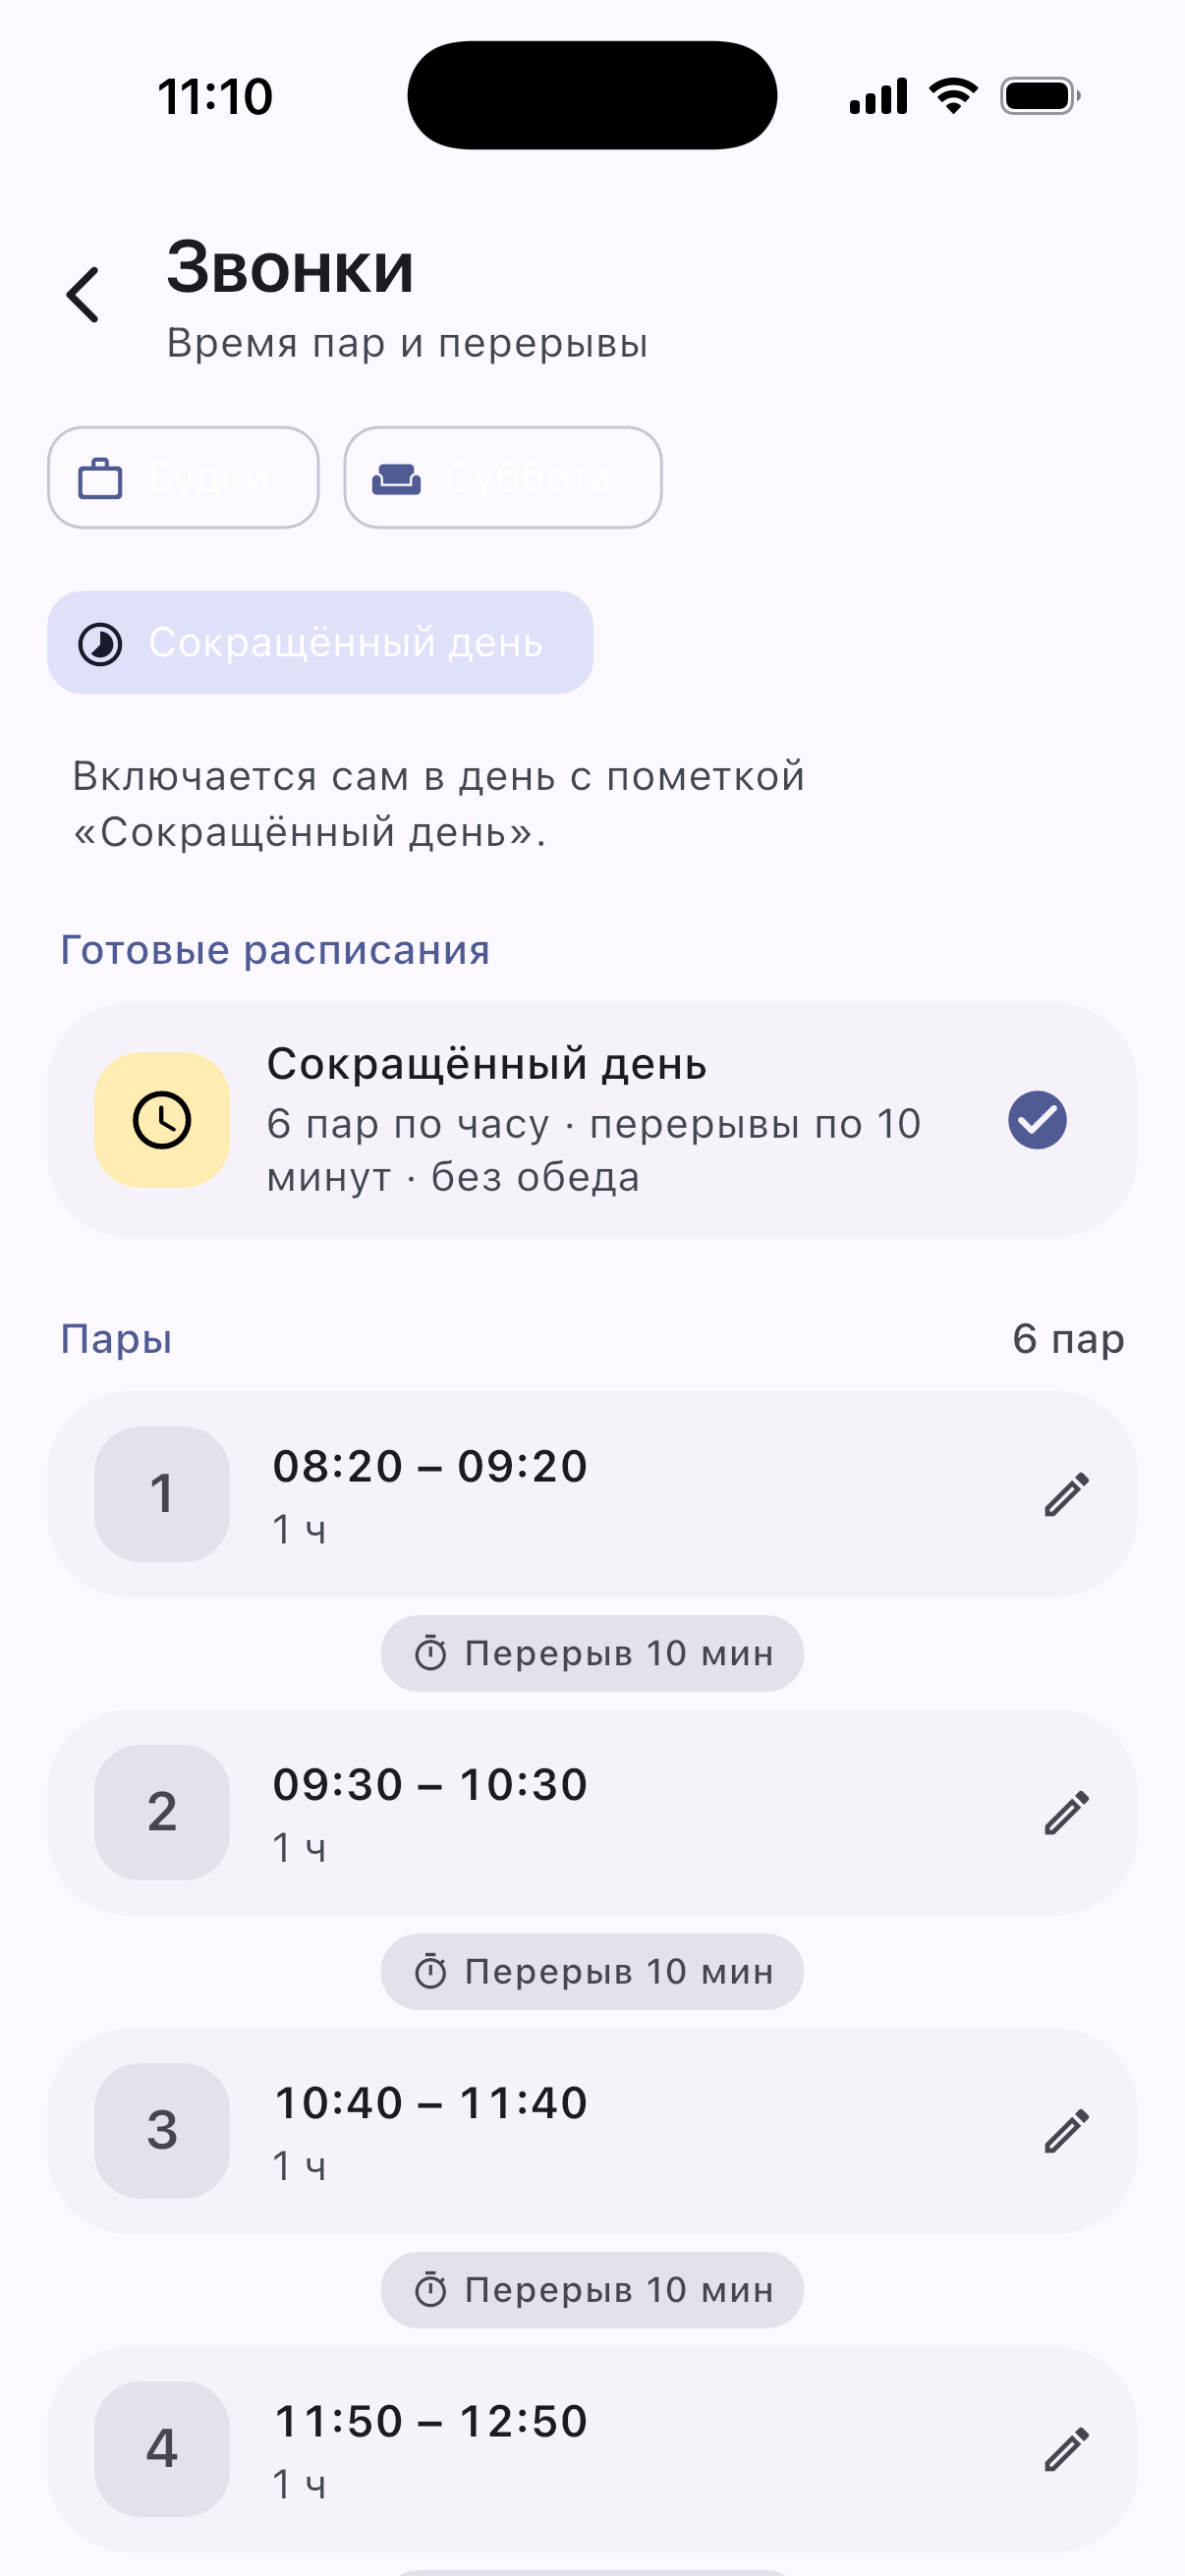 11:10
Звонки
Время пар и перерывы
Будни
Суббота
Сокращённый день
Включается сам в день с пометкой
«Сокращённый день».
Готовые расписания
Сокращённый день
6 пар по часу · перерывы по 10
минут · без обеда
Пары
6 пар
1
08:20 – 09:20
1 ч
Перерыв 10 мин
2
09:30 – 10:30
1 ч
Перерыв 10 мин
3
10:40 – 11:40
1 ч
Перерыв 10 мин
4
11:50 – 12:50
1 ч